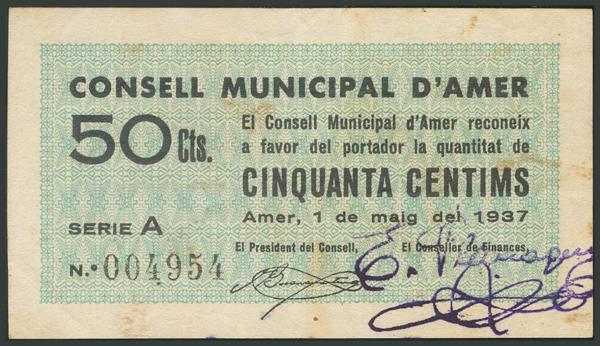 CONSELL MUNICIPAL D'AMER
50 Cts.
El Consell Municipal d'Amer reconeix
a favor del portador la quantitat de
CINQUANTA CENTIMS
Amer, 1 de maig del 1937
SERIE A
El President del Consell,
El Conseller de Finances,
N.º 004954